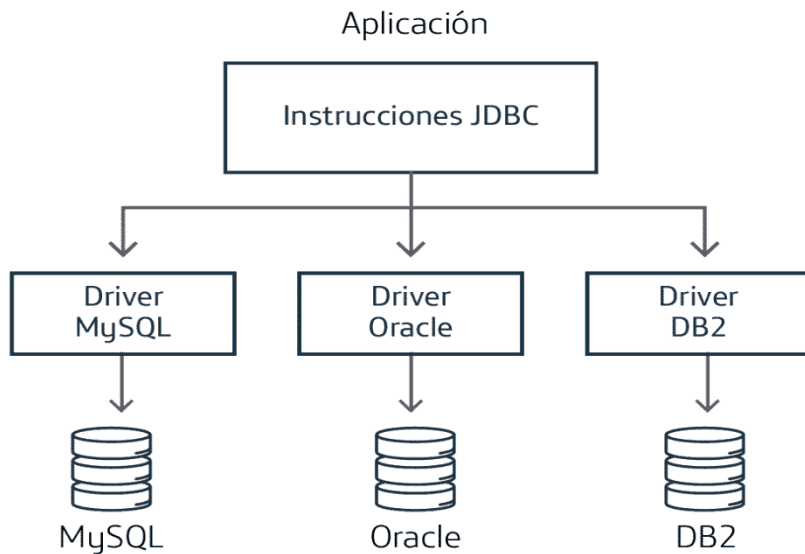 Aplicación
Instrucciones JDBC
Driver
MySQL
Driver
Oracle
Driver
DB2
MySQL
Oracle
DB2